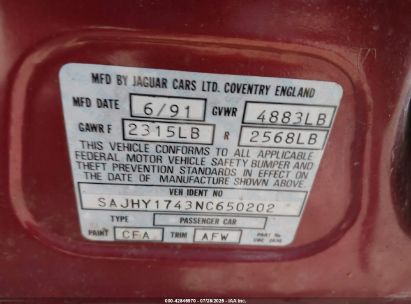 MFD BY JAGUAR CARS LTD. COVENTRY ENGLAND
MFD DATE 6/91 GVWR 4883LB
GAWR F 2315LB R 2568LB
THIS VEHICLE CONFORMS TO ALL APPLICABLE
FEDERAL MOTOR VEHICLE SAFETY BUMPER AND
THEFT PREVENTION STANDARDS IN EFFECT ON
THE DATE OF MANUFACTURE SHOWN ABOVE.
VEH IDENT NO
SAJHY1743NC650202
TYPE PASSENGER CAR
PAINT CFA TRIM AFW PART No